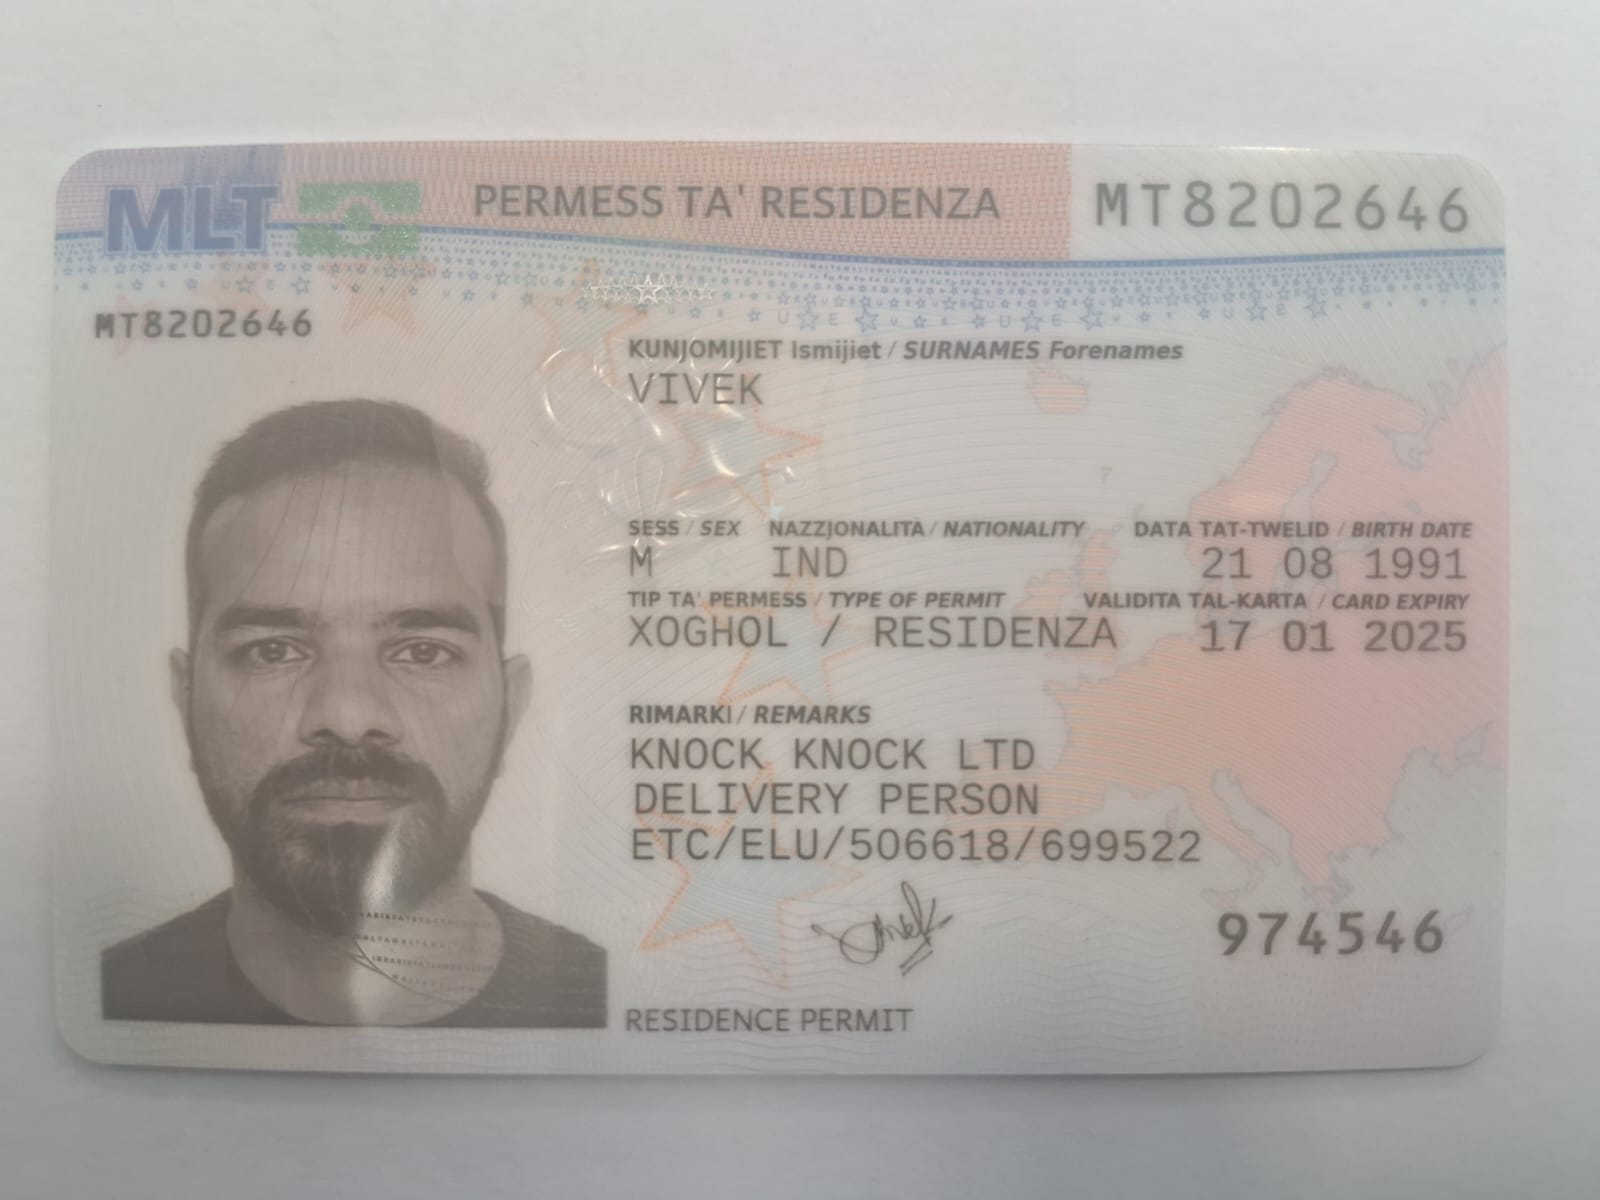 MLT PERMESS TA' RESIDENZA MT8202646
MT8202646
KUNJOMIJIET Ismijiet / SURNAMES Forenames
VIVEK
SESS / SEX NAZZJONALITA / NATIONALITY DATA TAT-TWELID / BIRTH DATE
M IND 21 08 1991
TIP TA' PERMESS / TYPE OF PERMIT VALIDITA TAL-KARTA / CARD EXPIRY
XOGHOL / RESIDENZA 17 01 2025
RIMARKI / REMARKS
KNOCK KNOCK LTD
DELIVERY PERSON
ETC/ELU/506618/699522
Vivek
974546
RESIDENCE PERMIT